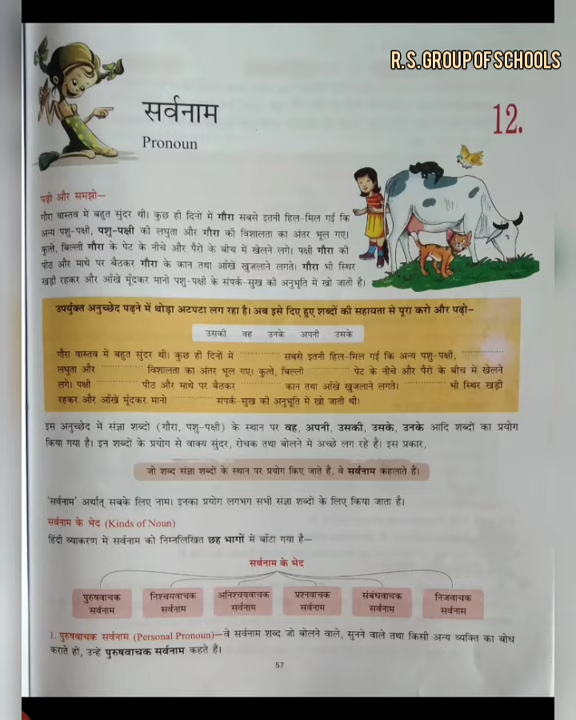 R.S.GROUP OF SCHOOLS
सर्वनाम
12.
Pronoun
पढ़ो और समझो—
गौरा वास्तव में बहुत सुंदर थी। कुछ ही दिनों में गौरा सबसे इतनी हिल-मिल गई कि
अन्य पशु-पक्षी, पशु-पक्षी की लघुता और गौरा की विशालता का अंतर भूल गए।
कुत्ते, बिल्ली गौरा के पेट के नीचे और पैरों के बीच में खेलने लगे। पक्षी गौरा की
पीठ और माथे पर बैठकर गौरा के कान तथा आँखें खुजलाने लगते। गौरा भी स्थिर
खड़ी रहकर और आँखें मूँदकर मानो पशु-पक्षी के संपर्क-सुख की अनुभूति में खो जाती है।
उपर्युक्त अनुच्छेद पढ़ने में थोड़ा अटपटा लग रहा है। अब इसे दिए हुए शब्दों की सहायता से पूरा करो और पढ़ो-
उसकी वह उनके अपनी उसके
गौरा वास्तव में बहुत सुंदर थी। कुछ ही दिनों में ............ सबसे इतनी हिल-मिल गई कि अन्य पशु-पक्षी, ............
लघुता और ............ विशालता का अंतर भूल गए। कुत्ते, बिल्ली ............ पेट के नीचे और पैरों के बीच में खेलने
लगे। पक्षी ............ पीठ और माथे पर बैठकर ............ कान तथा आँखें खुजलाने लगते। ............ भी स्थिर खड़ी
रहकर और आँखें मूँदकर मानो ............ संपर्क-सुख की अनुभूति में खो जाती थी।
इस अनुच्छेद में संज्ञा शब्दों (गौरा, पशु-पक्षी) के स्थान पर वह, अपनी, उसकी, उसके, उनके आदि शब्दों का प्रयोग
किया गया है। इन शब्दों के प्रयोग से वाक्य सुंदर, रोचक तथा बोलने में अच्छे लग रहे हैं। इस प्रकार,
जो शब्द संज्ञा शब्दों के स्थान पर प्रयोग किए जाते हैं, वे सर्वनाम कहलाते हैं।
'सर्वनाम' अर्थात् सबके लिए नाम। इनका प्रयोग लगभग सभी संज्ञा शब्दों के लिए किया जाता है।
सर्वनाम के भेद (Kinds of Noun)
हिंदी व्याकरण में सर्वनाम को निम्नलिखित छह भागों में बाँटा गया है—
सर्वनाम के भेद
पुरुषवाचक सर्वनाम
निश्चयवाचक सर्वनाम
अनिश्चयवाचक सर्वनाम
प्रश्नवाचक सर्वनाम
संबंधवाचक सर्वनाम
निजवाचक सर्वनाम
1. पुरुषवाचक सर्वनाम (Personal Pronoun)—वे सर्वनाम शब्द जो बोलने वाले, सुनने वाले तथा किसी अन्य व्यक्ति का बोध
कराते हों, उन्हें पुरुषवाचक सर्वनाम कहते हैं।
57